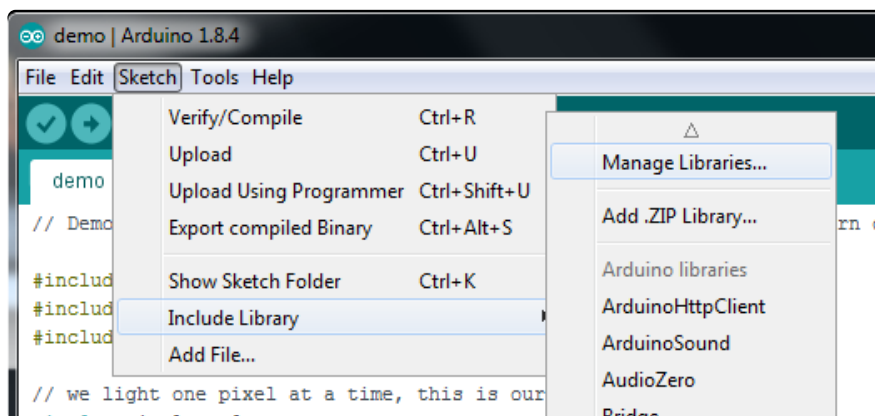 demo | Arduino 1.8.4
File Edit Sketch Tools Help
Verify/Compile Ctrl+R
Upload Ctrl+U
Upload Using Programmer Ctrl+Shift+U
Export compiled Binary Ctrl+Alt+S
Show Sketch Folder Ctrl+K
Include Library
Add File...
Manage Libraries...
Add .ZIP Library...
Arduino libraries
ArduinoHttpClient
ArduinoSound
AudioZero
Bridge
demo
// Demo
rn
#includ
#includ
#includ
// we light one pixel at a time, this is our